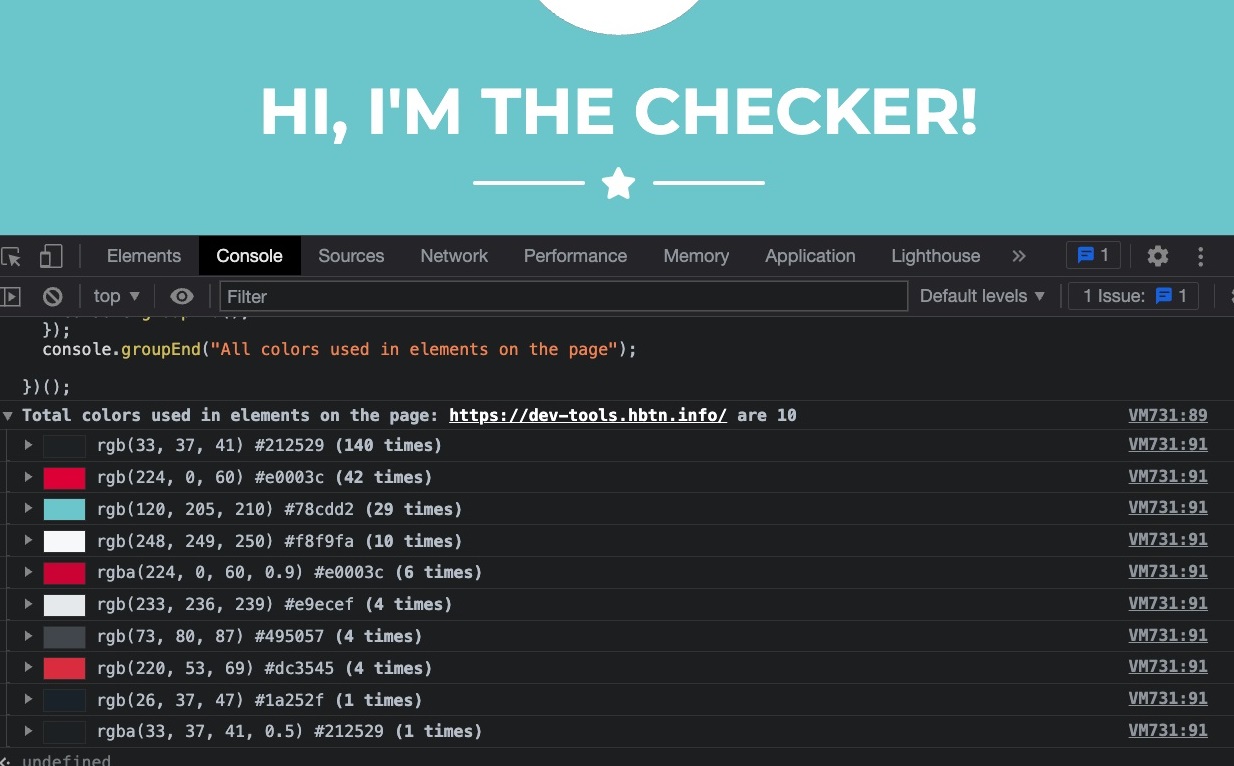 HI, I'M THE CHECKER!
Elements Console Sources Network Performance Memory Application Lighthouse » 1
top ▼ Filter Default levels ▼ 1 Issue: 1
});
console.groupEnd("All colors used in elements on the page");
})();
▼ Total colors used in elements on the page: https://dev-tools.hbtn.info/ are 10 VM731:89
▶ rgb(33, 37, 41) #212529 (140 times) VM731:91
▶ rgb(224, 0, 60) #e0003c (42 times) VM731:91
▶ rgb(120, 205, 210) #78cdd2 (29 times) VM731:91
▶ rgb(248, 249, 250) #f8f9fa (10 times) VM731:91
▶ rgba(224, 0, 60, 0.9) #e0003c (6 times) VM731:91
▶ rgb(233, 236, 239) #e9ecef (4 times) VM731:91
▶ rgb(73, 80, 87) #495057 (4 times) VM731:91
▶ rgb(220, 53, 69) #dc3545 (4 times) VM731:91
▶ rgb(26, 37, 47) #1a252f (1 times) VM731:91
▶ rgba(33, 37, 41, 0.5) #212529 (1 times) VM731:91
undefined